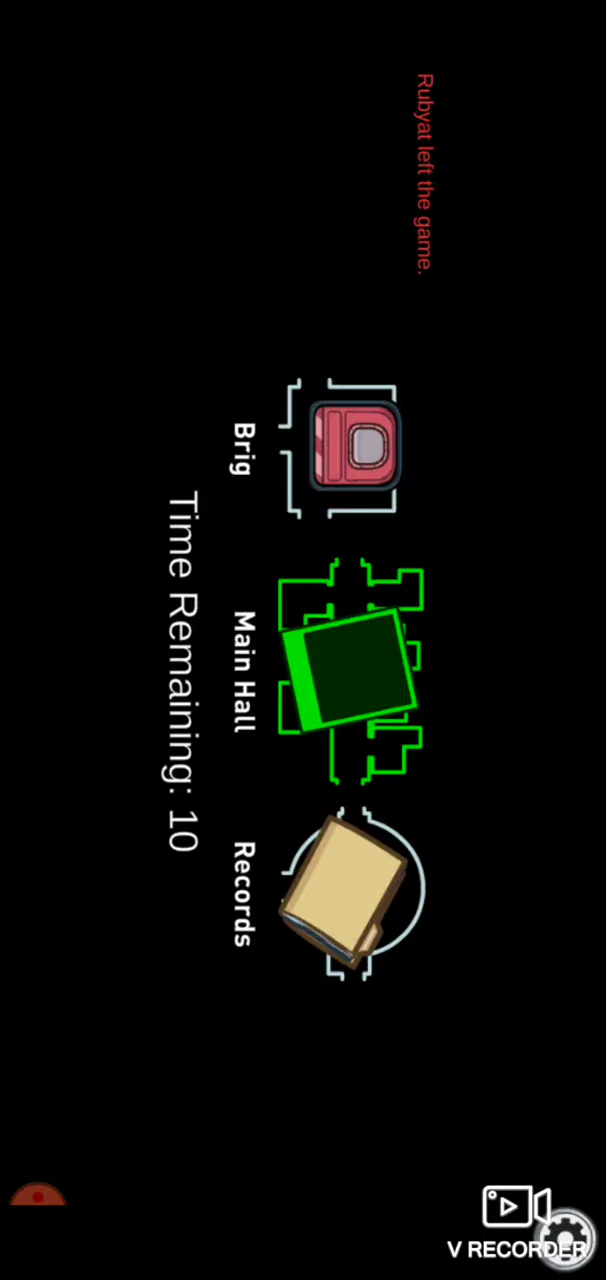 Rubyat left the game.
Brig
Main Hall
Records
Time Remaining: 10
V RECORDER